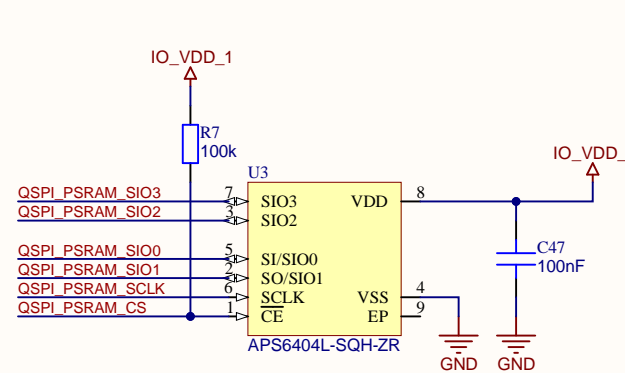 IO_VDD_1
R7
100k
U3
IO_VDD_
QSPI_PSRAM_SIO3 7 SIO3 VDD 8
QSPI_PSRAM_SIO2 3 SIO2
C47
100nF
QSPI_PSRAM_SIO0 5 SI/SIO0
QSPI_PSRAM_SIO1 2 SO/SIO1
QSPI_PSRAM_SCLK 6 SCLK VSS 4
QSPI_PSRAM_CS 1 CE EP 9
APS6404L-SQH-ZR
GND GND